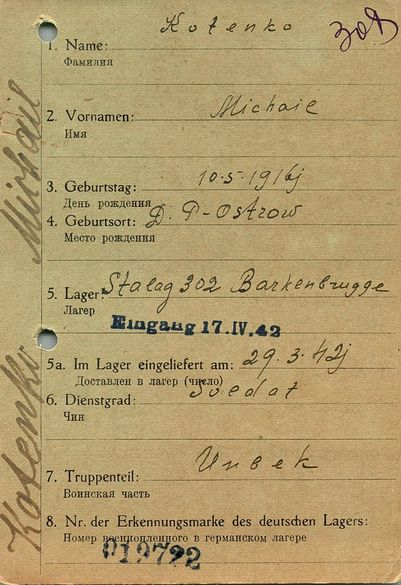 Kotenko
309
1. Name:
Фамилия
Michail
2. Vornamen:
Имя
3. Geburtstag: 10.5.1916j
День рождения
4. Geburtsort: D. P-Ostrow
Место рождения
5. Lager: Stalag 302 Barkenbrugge
Лагер
Eingang 17.IV.42
5a. Im Lager eingeliefert am: 29.3.42j
Доставлен в лагер (число)
6. Dienstgrad: Soldat
Чин
Unbek
7. Truppenteil:
Воинская часть
8. Nr. der Erkennungsmarke des deutschen Lagers:
Номер военнопленного в германском лагере
019792
Kotenko Michail